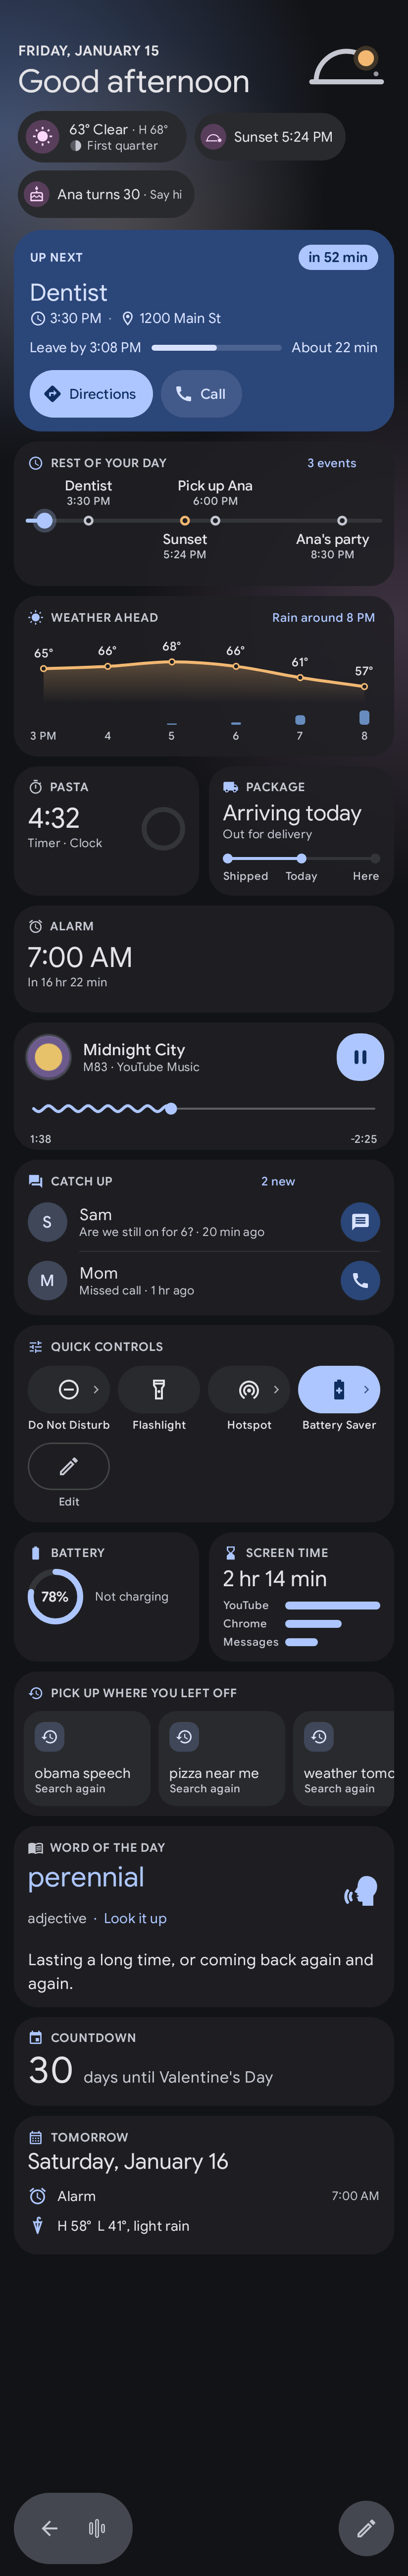 FRIDAY, JANUARY 15
Good afternoon
63° Clear · H 68°
First quarter
Sunset 5:24 PM
Ana turns 30 · Say hi
UP NEXT
in 52 min
Dentist
3:30 PM · 1200 Main St
Leave by 3:08 PM
About 22 min
Directions
Call
REST OF YOUR DAY
3 events
Dentist
3:30 PM
Pick up Ana
6:00 PM
Sunset
5:24 PM
Ana's party
8:30 PM
WEATHER AHEAD
Rain around 8 PM
65° 66° 68° 66° 61° 57°
3 PM 4 5 6 7 8
PASTA
4:32
Timer · Clock
PACKAGE
Arriving today
Out for delivery
Shipped Today Here
ALARM
7:00 AM
In 16 hr 22 min
Midnight City
M83 · YouTube Music
1:38
-2:25
CATCH UP
2 new
S
Sam
Are we still on for 6? · 20 min ago
M
Mom
Missed call · 1 hr ago
QUICK CONTROLS
Do Not Disturb
Flashlight
Hotspot
Battery Saver
Edit
BATTERY
78%
Not charging
SCREEN TIME
2 hr 14 min
YouTube
Chrome
Messages
PICK UP WHERE YOU LEFT OFF
obama speech
Search again
pizza near me
Search again
weather tomo
Search again
WORD OF THE DAY
perennial
adjective · Look it up
Lasting a long time, or coming back again and
again.
COUNTDOWN
30 days until Valentine's Day
TOMORROW
Saturday, January 16
Alarm
7:00 AM
H 58° L 41°, light rain